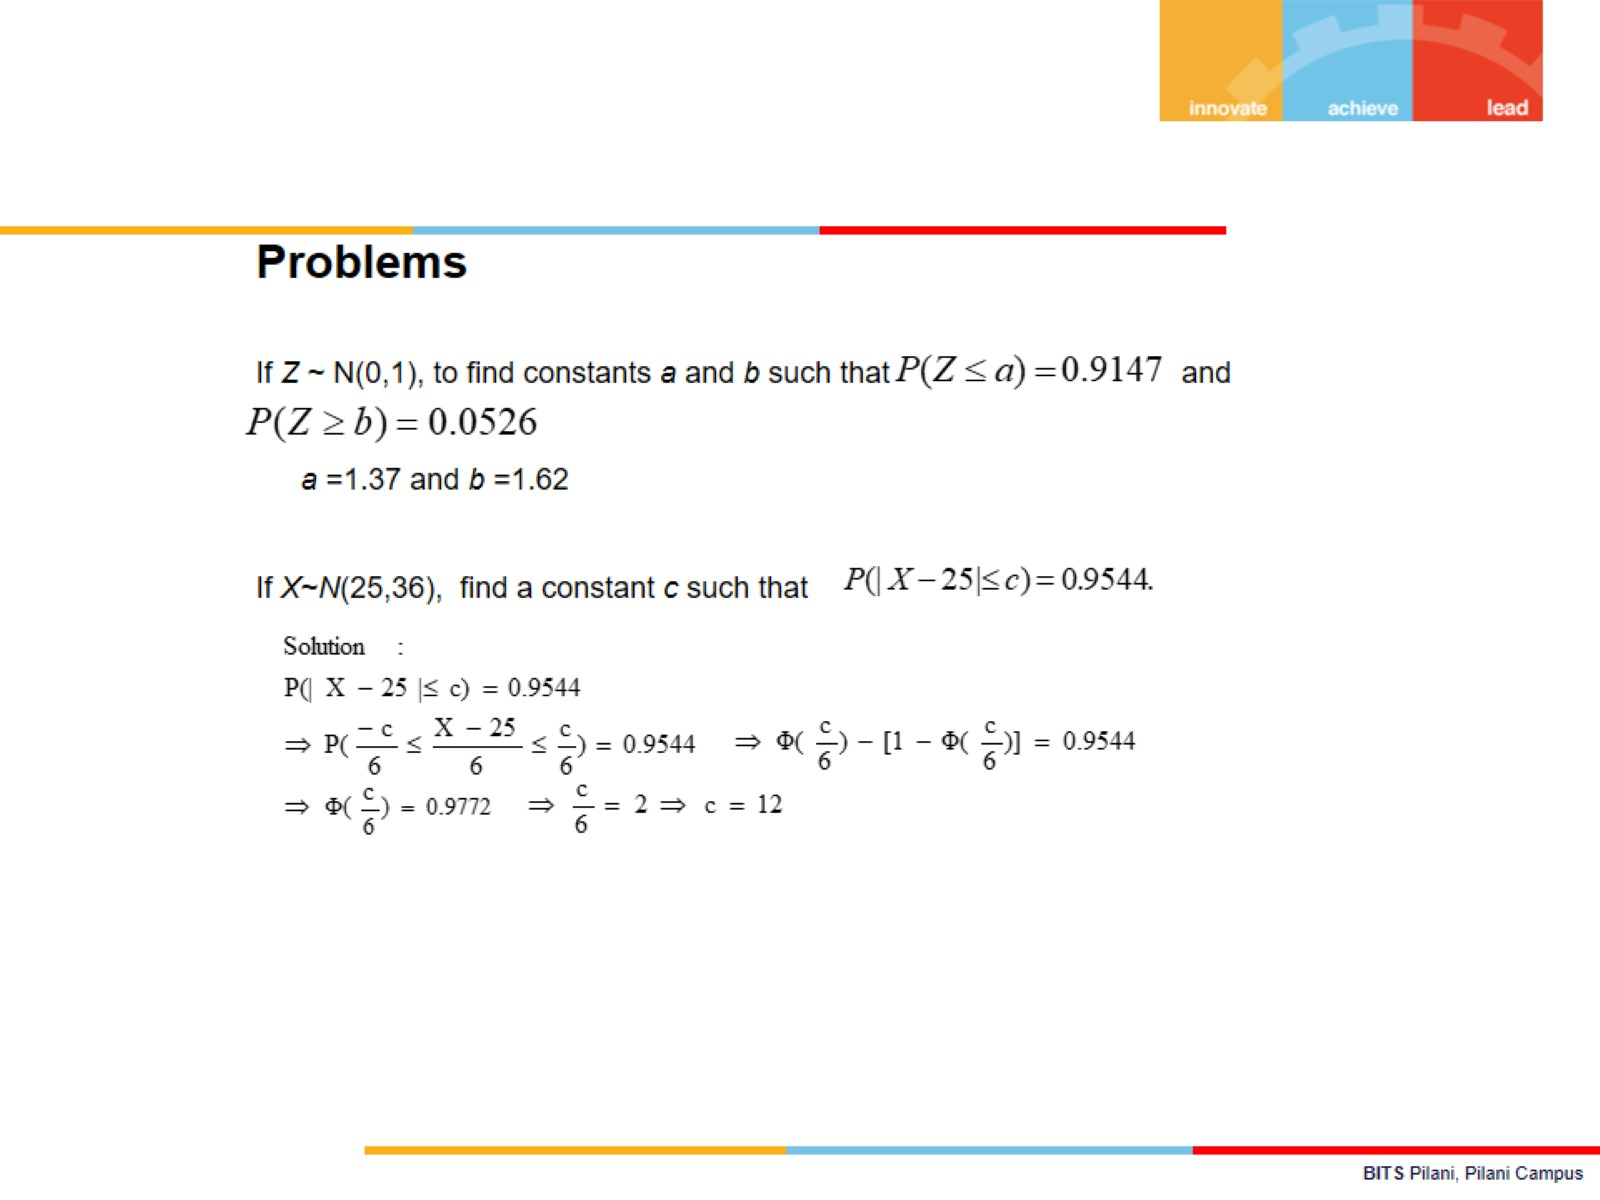 innovate achieve lead
Problems
If Z ~ N(0,1), to find constants a and b such that P(Z ≤ a) = 0.9147 and
P(Z ≥ b) = 0.0526
a =1.37 and b =1.62
If X~N(25,36), find a constant c such that P(| X − 25 |≤ c) = 0.9544.
Solution :
P(| X − 25 |≤ c) = 0.9544
⇒ P(−c/6 ≤ X − 25/6 ≤ c/6) = 0.9544 ⇒ Φ(c/6) − [1 − Φ(c/6)] = 0.9544
⇒ Φ(c/6) = 0.9772 ⇒ c/6 = 2 ⇒ c = 12
BITS Pilani, Pilani Campus